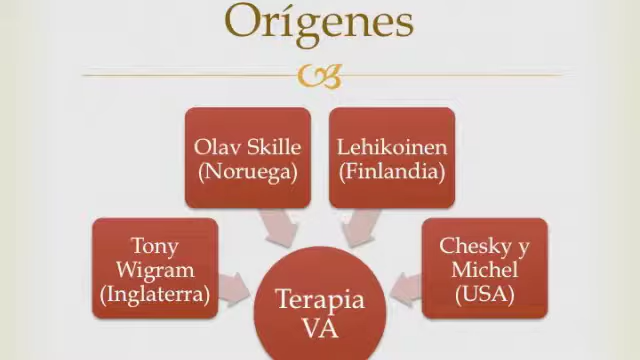 Orígenes
Olav Skille
(Noruega)
Lehikoinen
(Finlandia)
Tony
Wigram
(Inglaterra)
Chesky y
Michel
(USA)
Terapia
VA